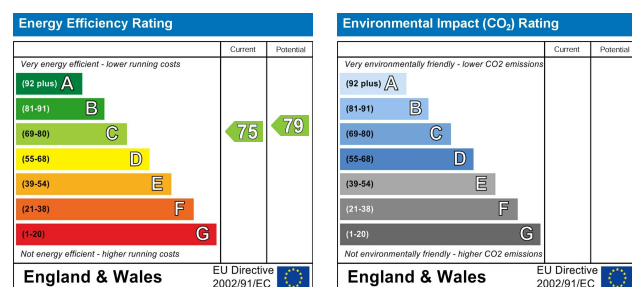 Energy Efficiency Rating
Current Potential
Very energy efficient - lower running costs
(92 plus) A
(81-91) B
(69-80) C
75 79
(55-68) D
(39-54) E
(21-38) F
(1-20) G
Not energy efficient - higher running costs
England & Wales
EU Directive
2002/91/EC
Environmental Impact (CO₂) Rating
Current Potential
Very environmentally friendly - lower CO2 emissions
(92 plus) A
(81-91) B
(69-80) C
(55-68) D
(39-54) E
(21-38) F
(1-20) G
Not environmentally friendly - higher CO2 emissions
England & Wales
EU Directive
2002/91/EC